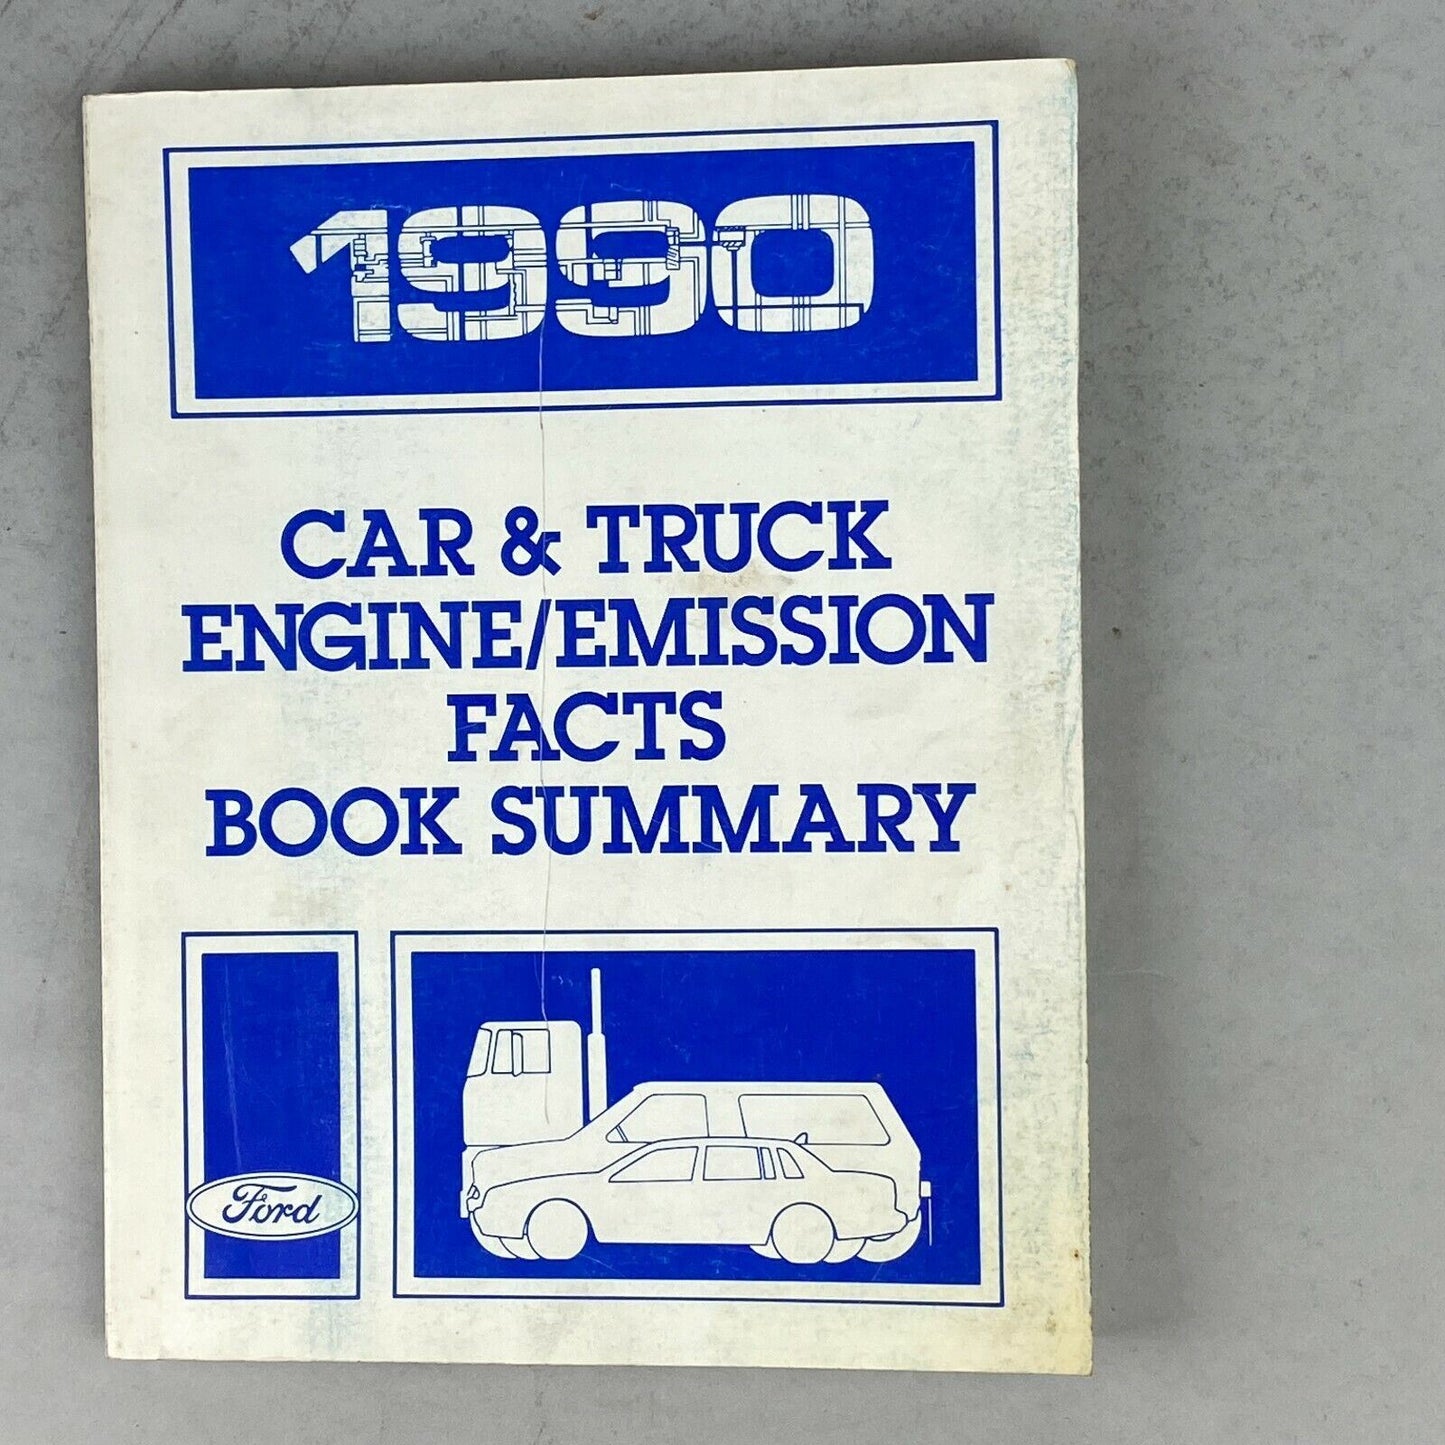 1990
CAR & TRUCK
ENGINE/EMISSION
FACTS
BOOK SUMMARY
Ford